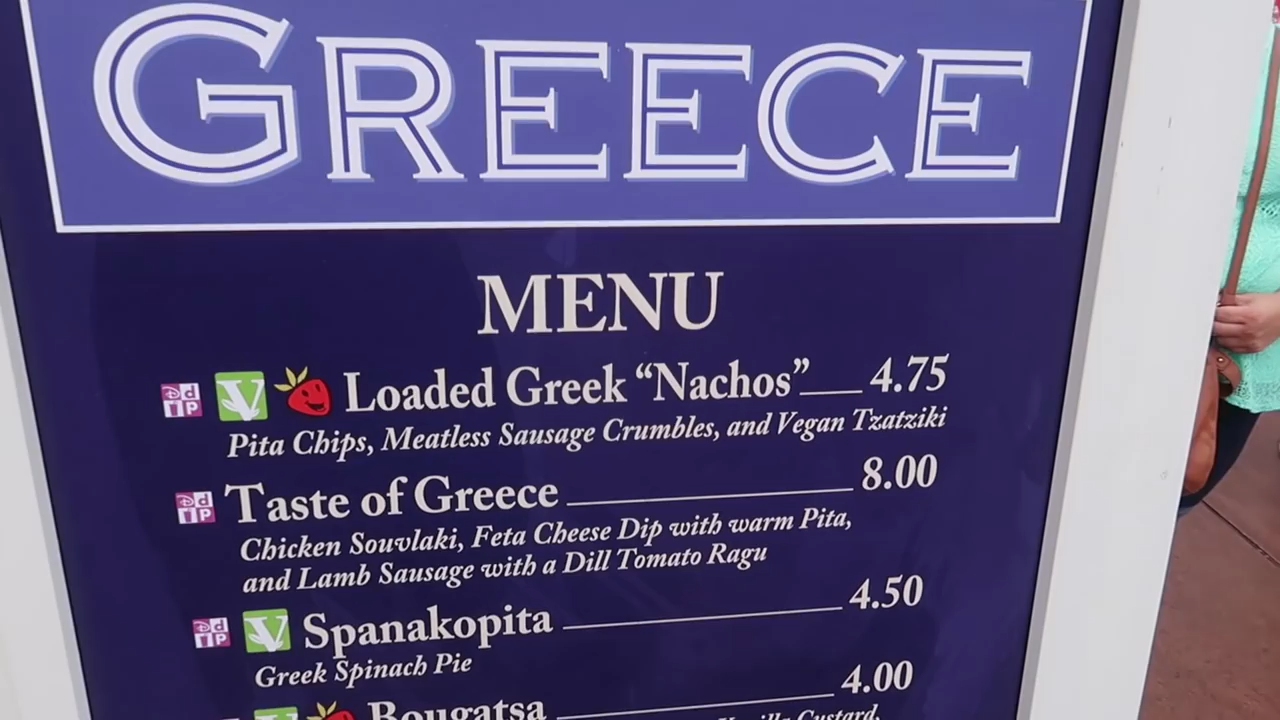 GREECE
MENU
Loaded Greek “Nachos” 4.75
Pita Chips, Meatless Sausage Crumbles, and Vegan Tzatziki
Taste of Greece 8.00
Chicken Souvlaki, Feta Cheese Dip with warm Pita,
and Lamb Sausage with a Dill Tomato Ragu
V Spanakopita 4.50
Greek Spinach Pie
Bougatsa 4.00
Vanilla Custard,